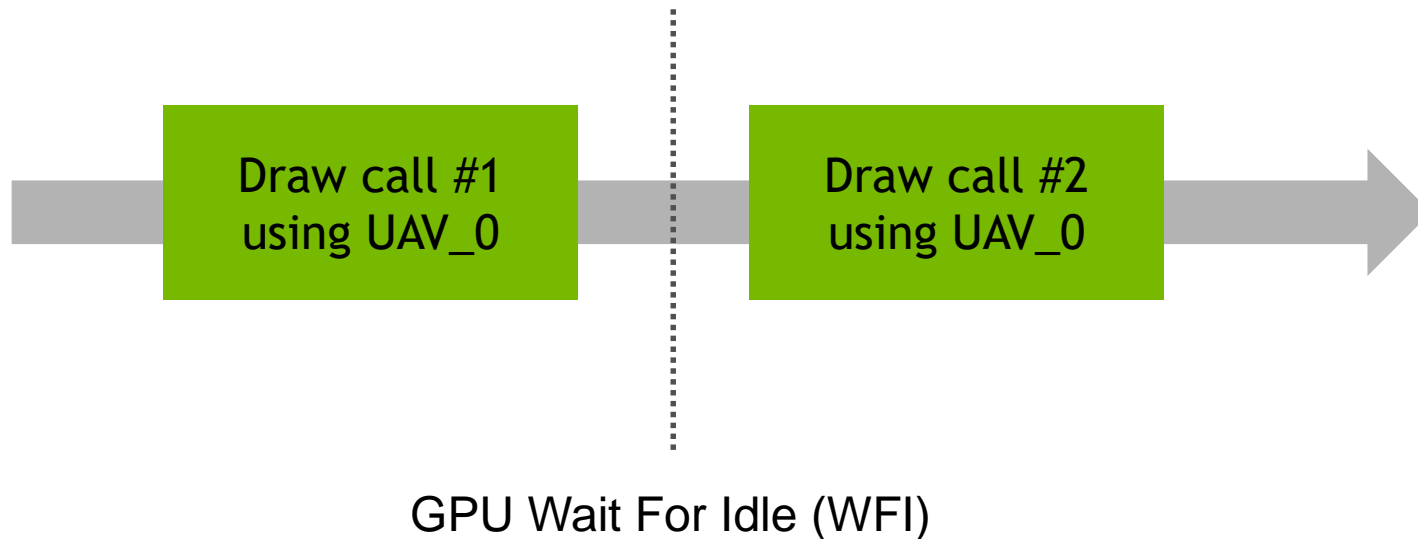 Draw call #1
using UAV_0
Draw call #2
using UAV_0
GPU Wait For Idle (WFI)